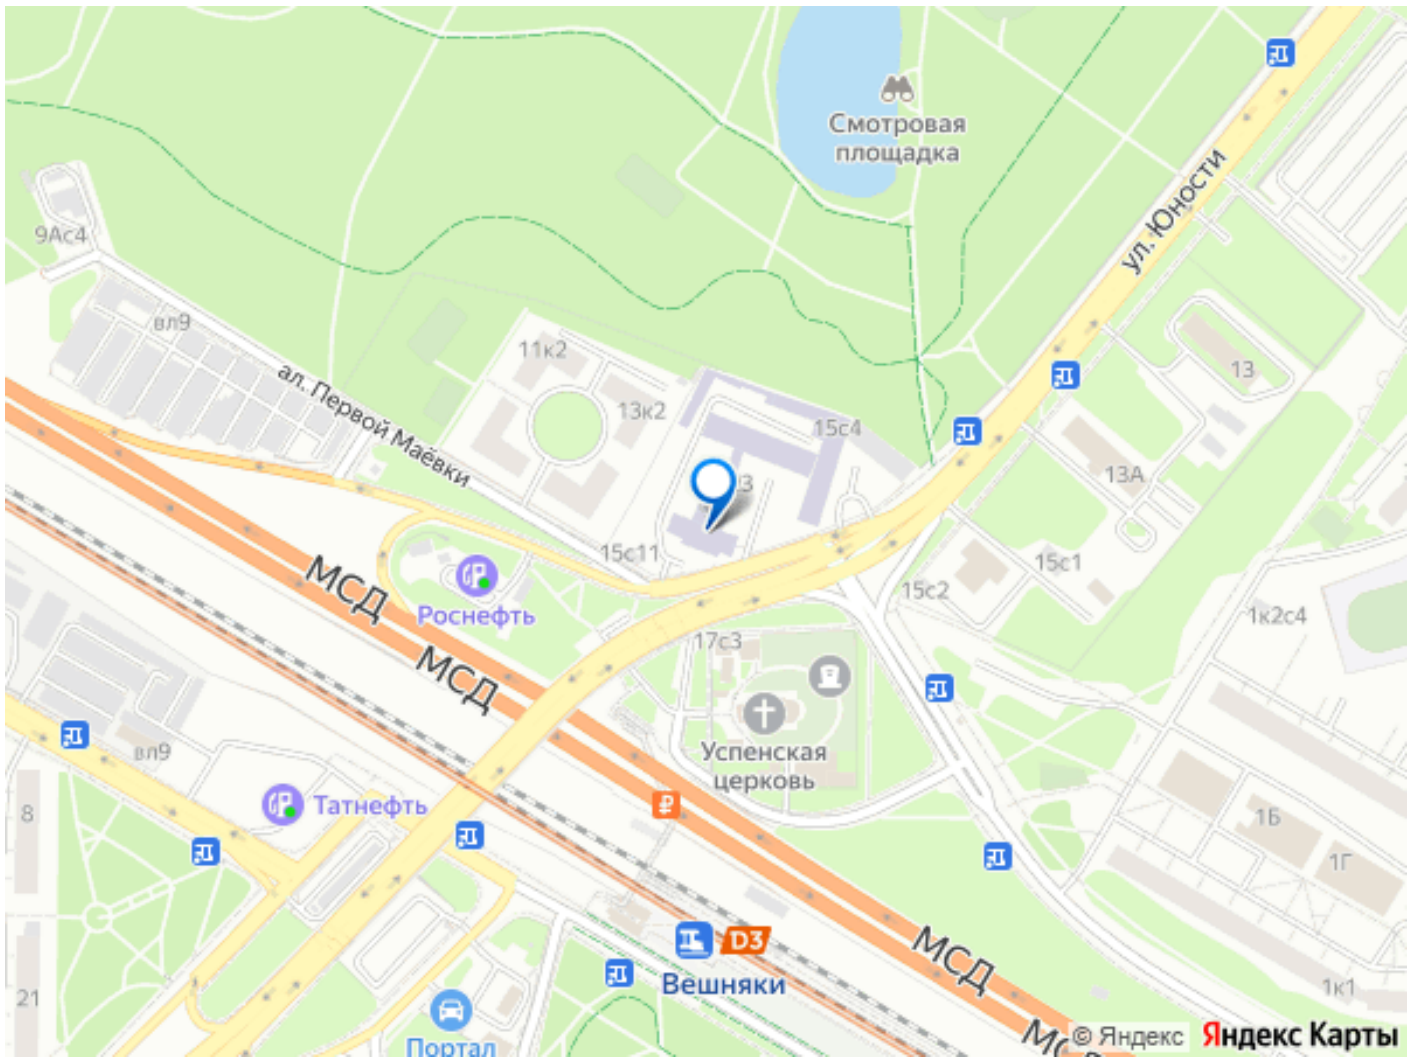 Смотровая
площадка
ул. Юности
9Ас4
вл9
11к2
ал. Первой Маёвки
13к2
15с4
13
13А
15с11
15с1
15с2
Роснефть
МСД
МСД
17с3
1к2с4
Успенская
церковь
вл9
Татнефть
8
1Б
1Г
₽
D3
МСД
Вешняки
21
1к1
Портал
© Яндекс Яндекс Карты